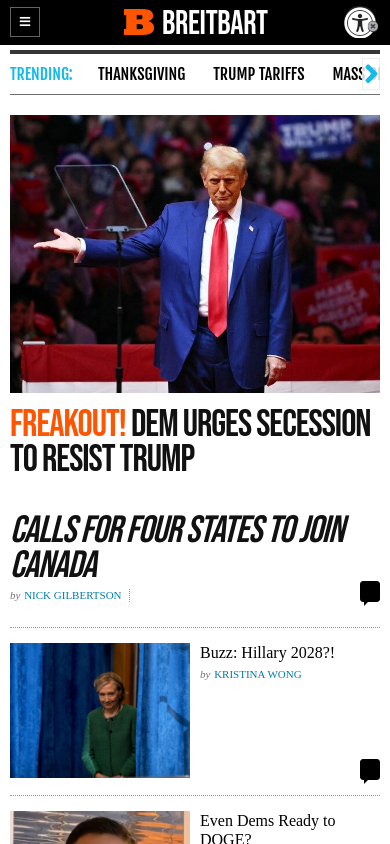 BREITBART
TRENDING:
THANKSGIVING
TRUMP TARIFFS
MASS
TRUMP
WILL
MAKE AMERICA
GREAT
FREAKOUT! DEM URGES SECESSION
TO RESIST TRUMP
CALLS FOR FOUR STATES TO JOIN
CANADA
by NICK GILBERTSON
Buzz: Hillary 2028?!
by KRISTINA WONG
Even Dems Ready to
DOGE?